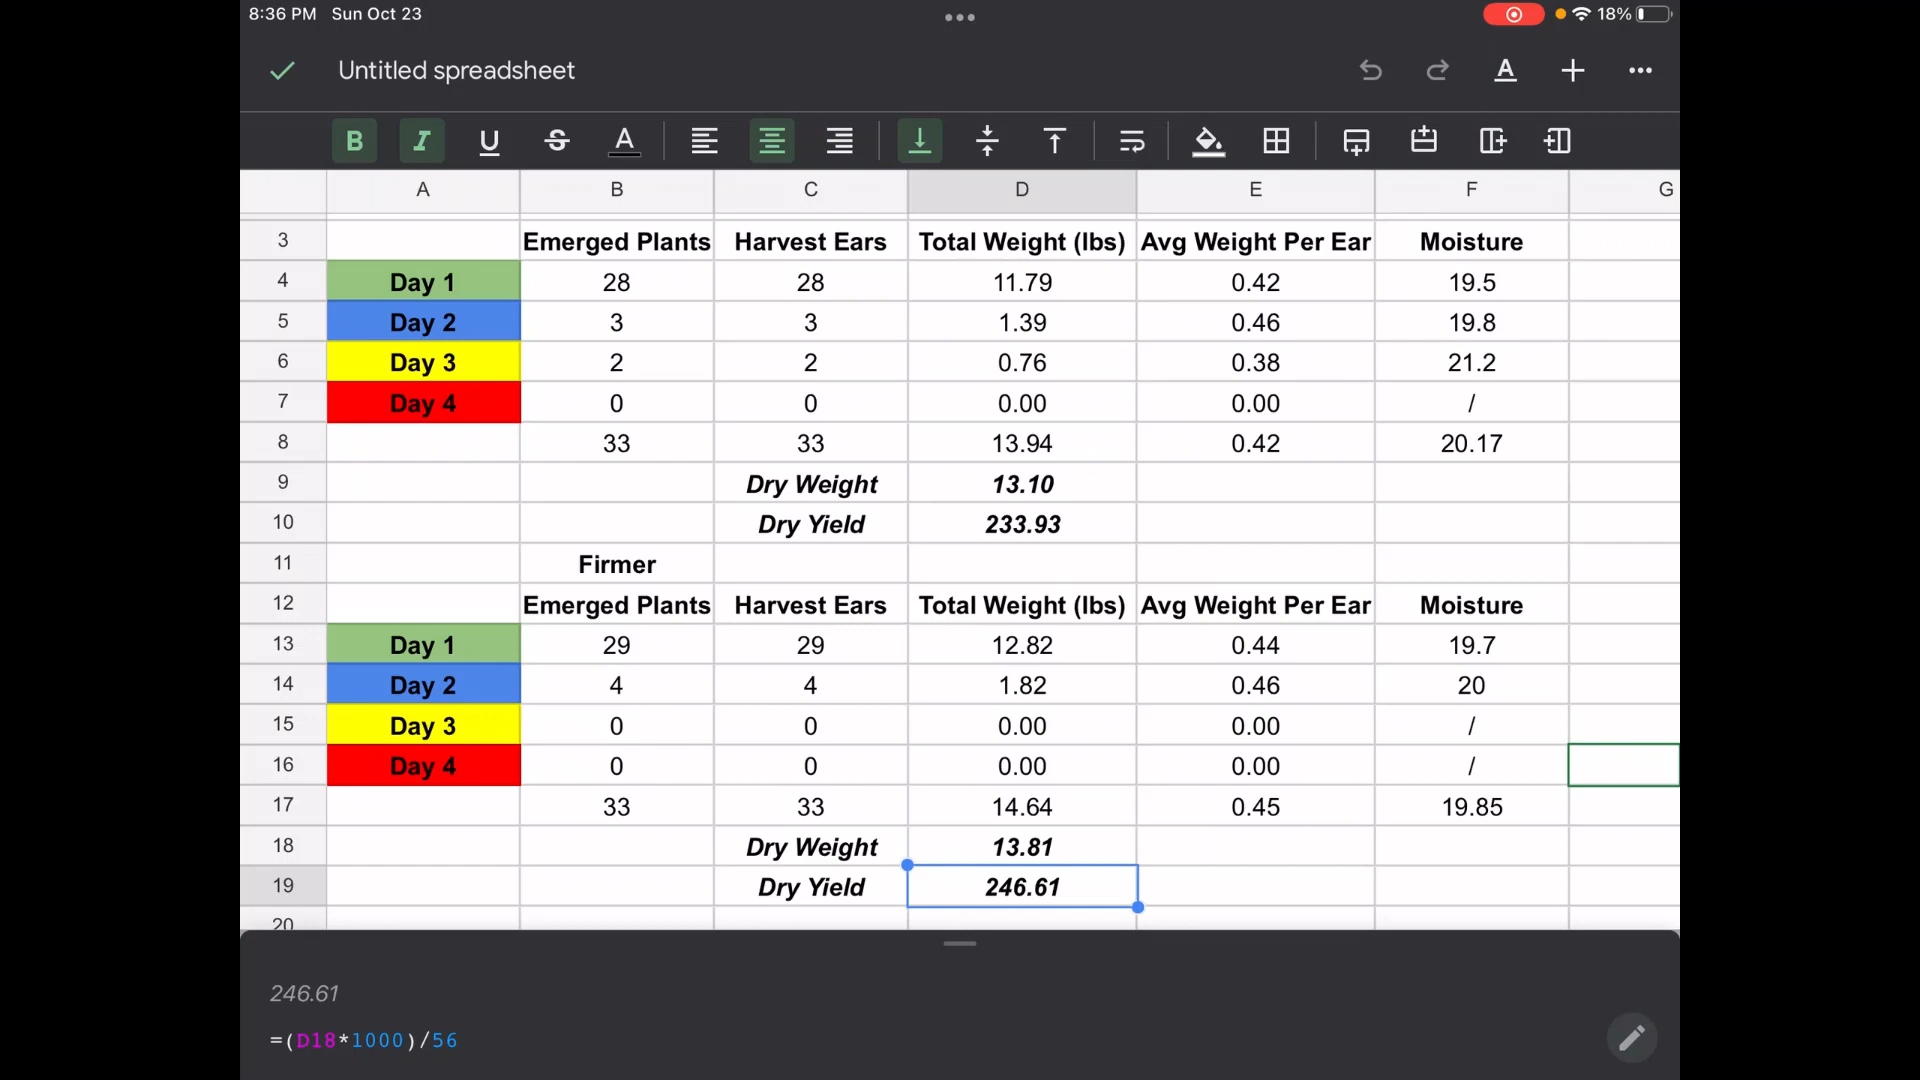 8:36 PM Sun Oct 23
18%
Untitled spreadsheet
B I U S A
A B C D E F G
3 Emerged Plants Harvest Ears Total Weight (lbs) Avg Weight Per Ear Moisture
4 Day 1 28 28 11.79 0.42 19.5
5 Day 2 3 3 1.39 0.46 19.8
6 Day 3 2 2 0.76 0.38 21.2
7 Day 4 0 0 0.00 0.00 /
8 33 33 13.94 0.42 20.17
9 Dry Weight 13.10
10 Dry Yield 233.93
11 Firmer
12 Emerged Plants Harvest Ears Total Weight (lbs) Avg Weight Per Ear Moisture
13 Day 1 29 29 12.82 0.44 19.7
14 Day 2 4 4 1.82 0.46 20
15 Day 3 0 0 0.00 0.00 /
16 Day 4 0 0 0.00 0.00 /
17 33 33 14.64 0.45 19.85
18 Dry Weight 13.81
19 Dry Yield 246.61
20
246.61
=(D18*1000)/56